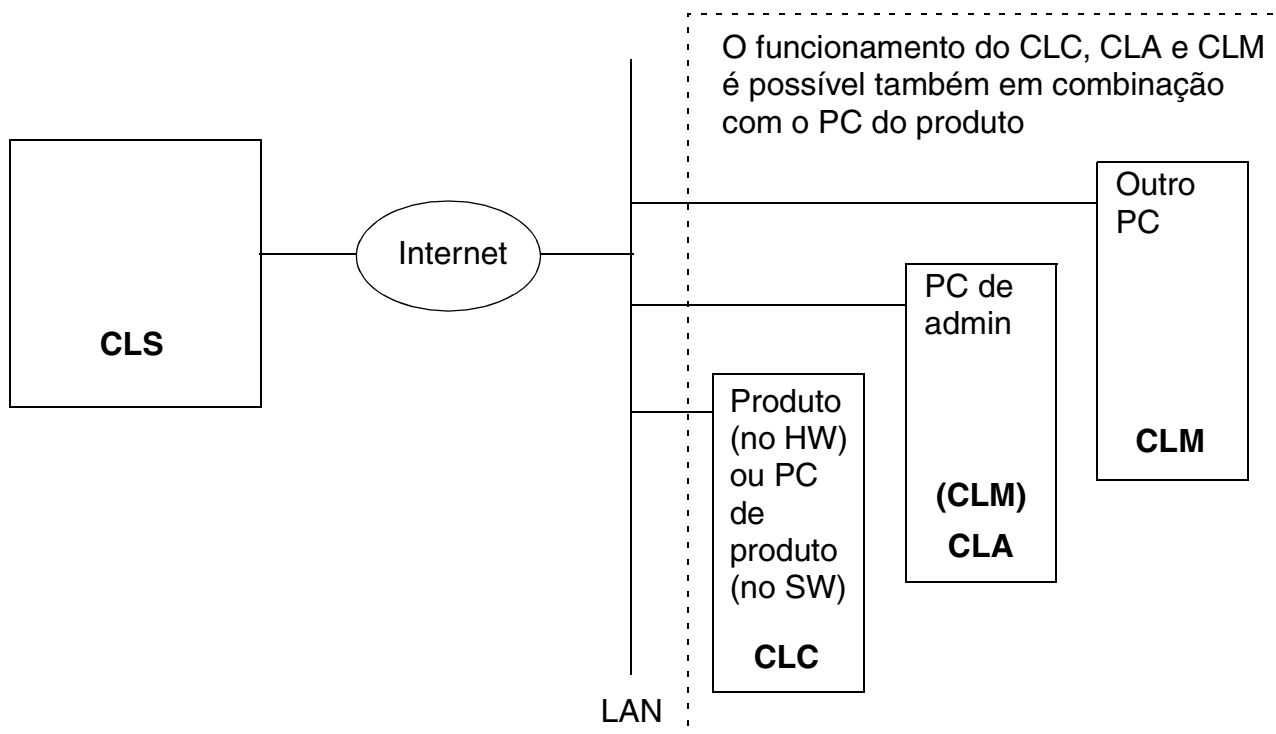 O funcionamento do CLC, CLA e CLM
é possível também em combinação
com o PC do produto
CLS
Internet
LAN
Outro
PC
CLM
PC de
admin
(CLM)
CLA
Produto
(no HW)
ou PC
de
produto
(no SW)
CLC